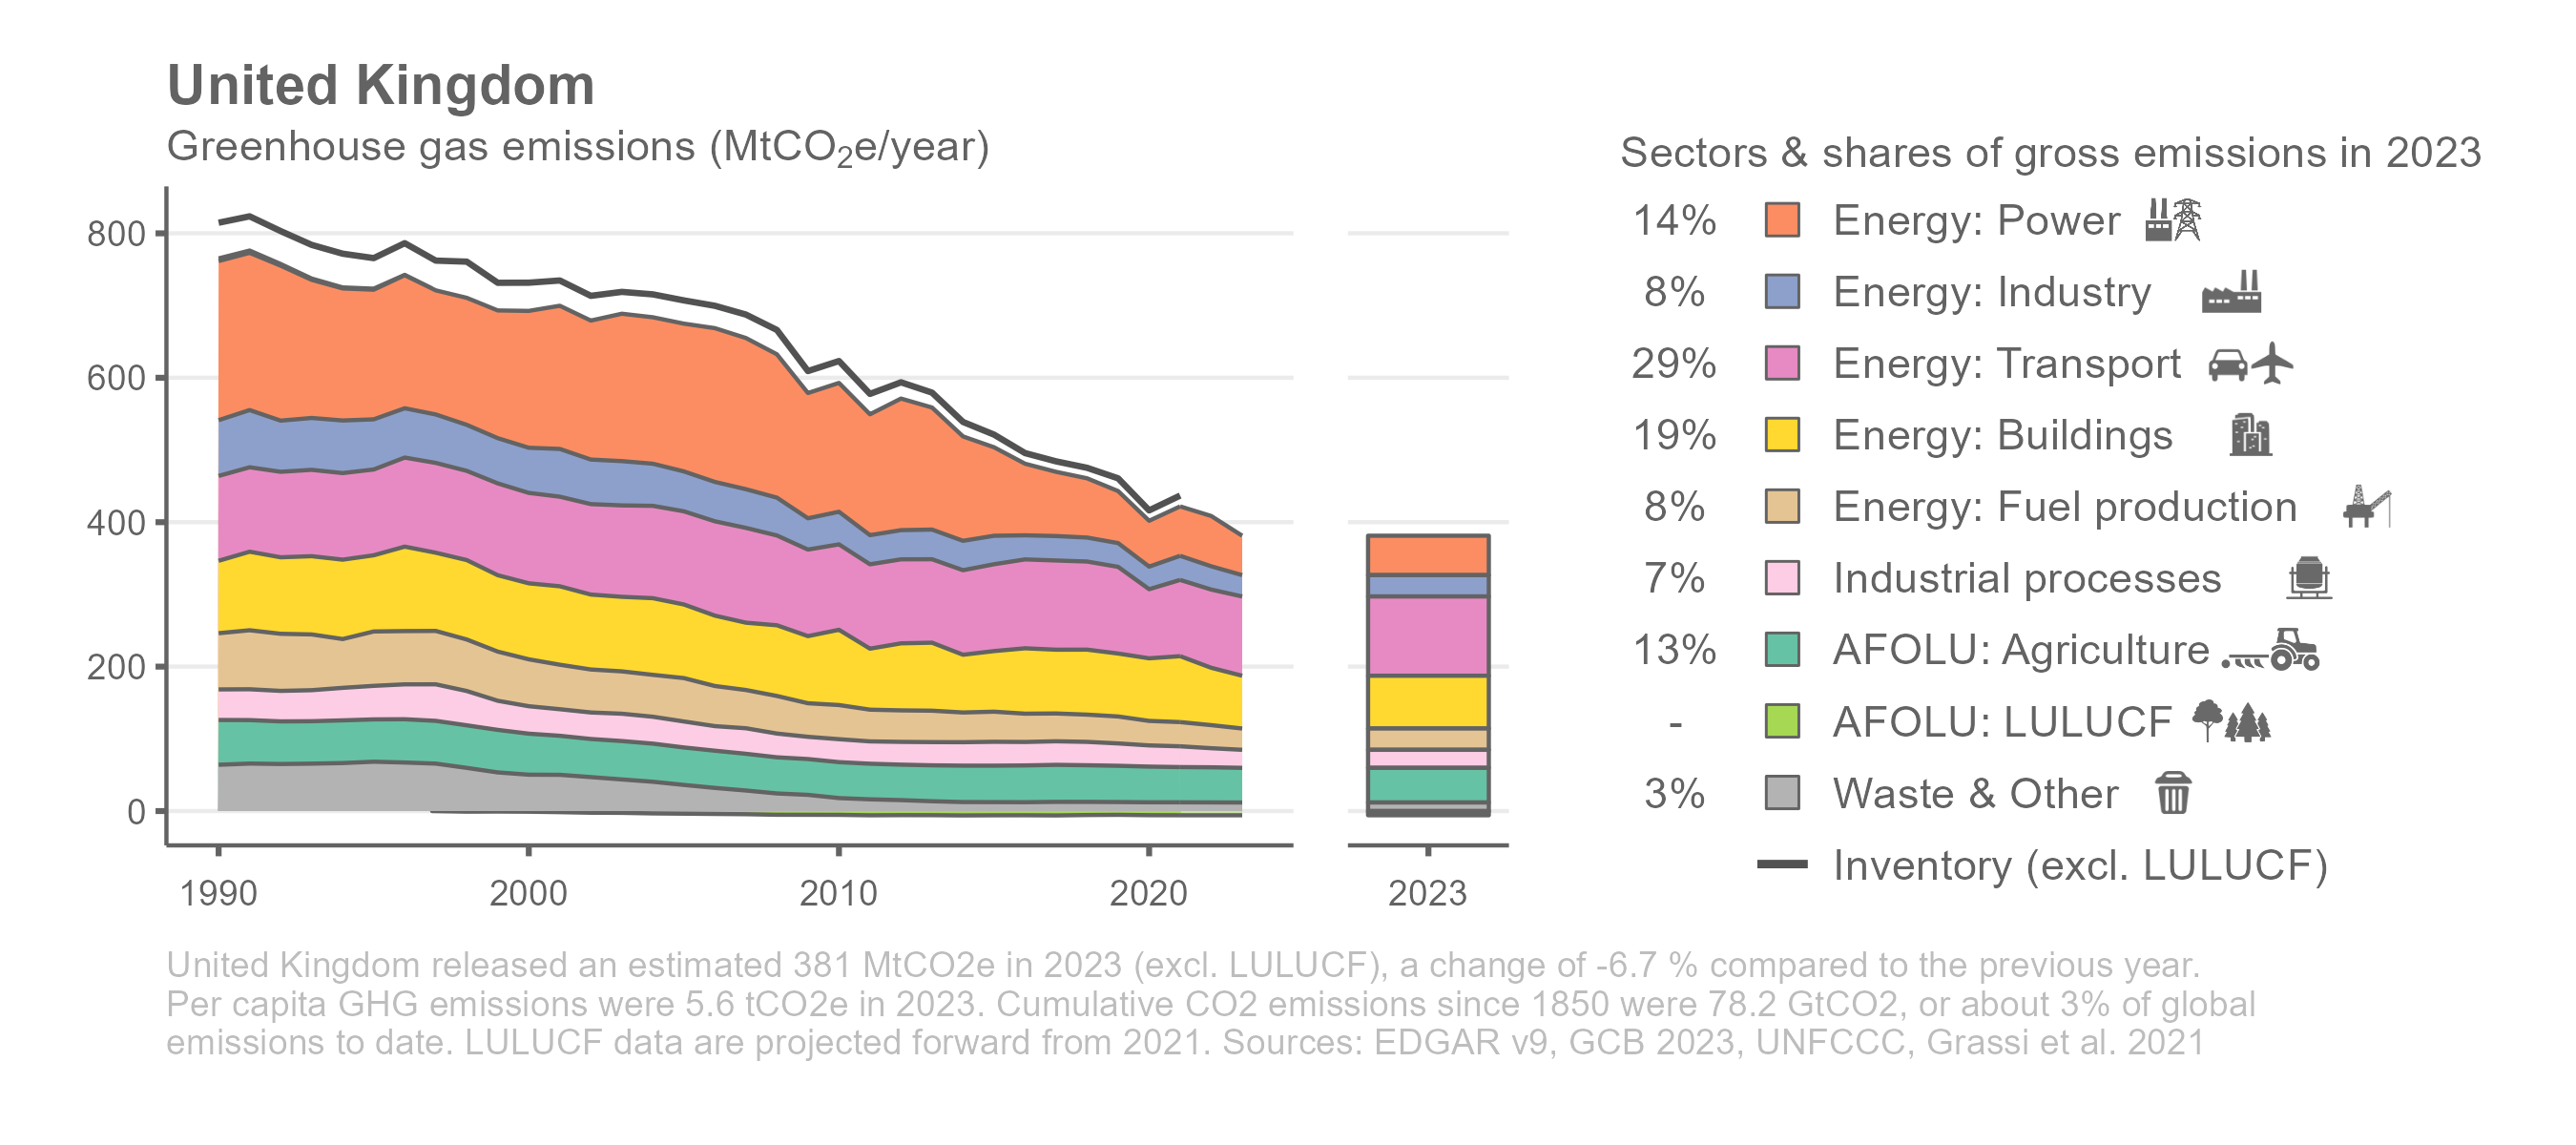 United Kingdom
Greenhouse gas emissions (MtCO₂e/year)
800
600
400
200
0
1990 2000 2010 2020 2023
Sectors & shares of gross emissions in 2023
14% Energy: Power
8% Energy: Industry
29% Energy: Transport
19% Energy: Buildings
8% Energy: Fuel production
7% Industrial processes
13% AFOLU: Agriculture
- AFOLU: LULUCF
3% Waste & Other
Inventory (excl. LULUCF)
United Kingdom released an estimated 381 MtCO2e in 2023 (excl. LULUCF), a change of -6.7 % compared to the previous year.
Per capita GHG emissions were 5.6 tCO2e in 2023. Cumulative CO2 emissions since 1850 were 78.2 GtCO2, or about 3% of global
emissions to date. LULUCF data are projected forward from 2021. Sources: EDGAR v9, GCB 2023, UNFCCC, Grassi et al. 2021